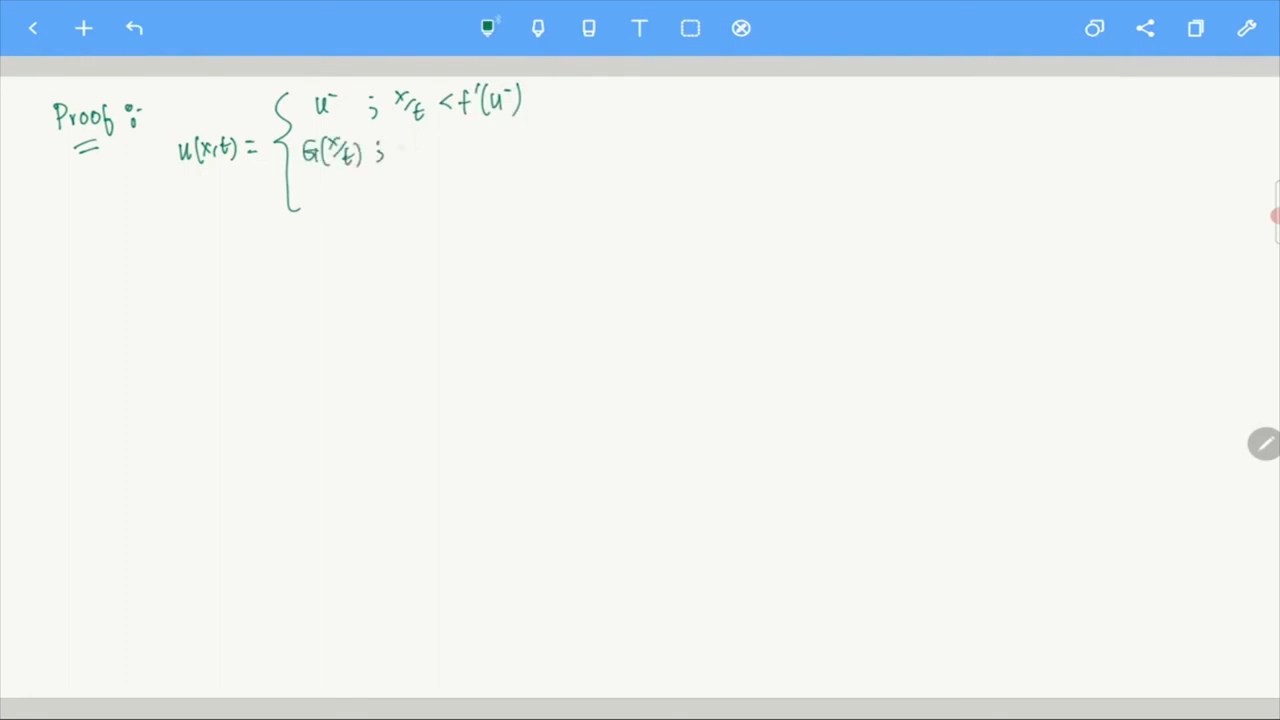 Proof :-
u(x,t) = { u⁻ ; x/t < f'(u⁻)
G(x/t) ;